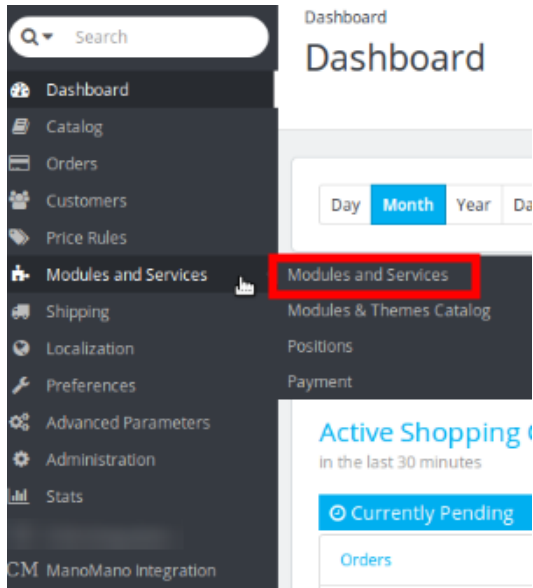 Search
Dashboard
Catalog
Orders
Customers
Price Rules
Modules and Services
Shipping
Localization
Preferences
Advanced Parameters
Administration
Stats
CM ManoMano Integration
Dashboard
Dashboard
Day Month Year Da
Modules and Services
Modules & Themes Catalog
Positions
Payment
Active Shopping
in the last 30 minutes
Currently Pending
Orders